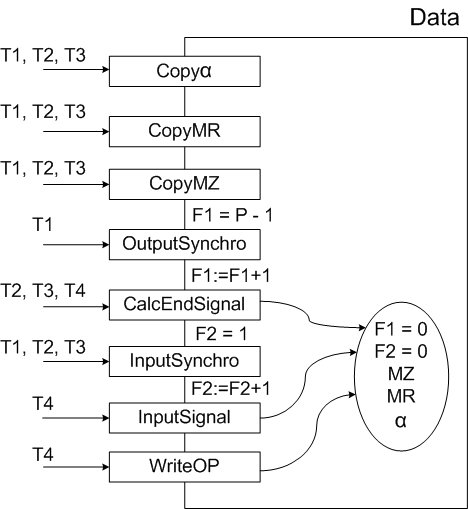 Data
T1, T2, T3
Copyα
T1, T2, T3
CopyMR
T1, T2, T3
CopyMZ
F1 = P - 1
T1
OutputSynchro
F1:=F1+1
T2, T3, T4
CalcEndSignal
F2 = 1
T1, T2, T3
InputSynchro
F2:=F2+1
T4
InputSignal
T4
WriteOP
F1 = 0
F2 = 0
MZ
MR
α